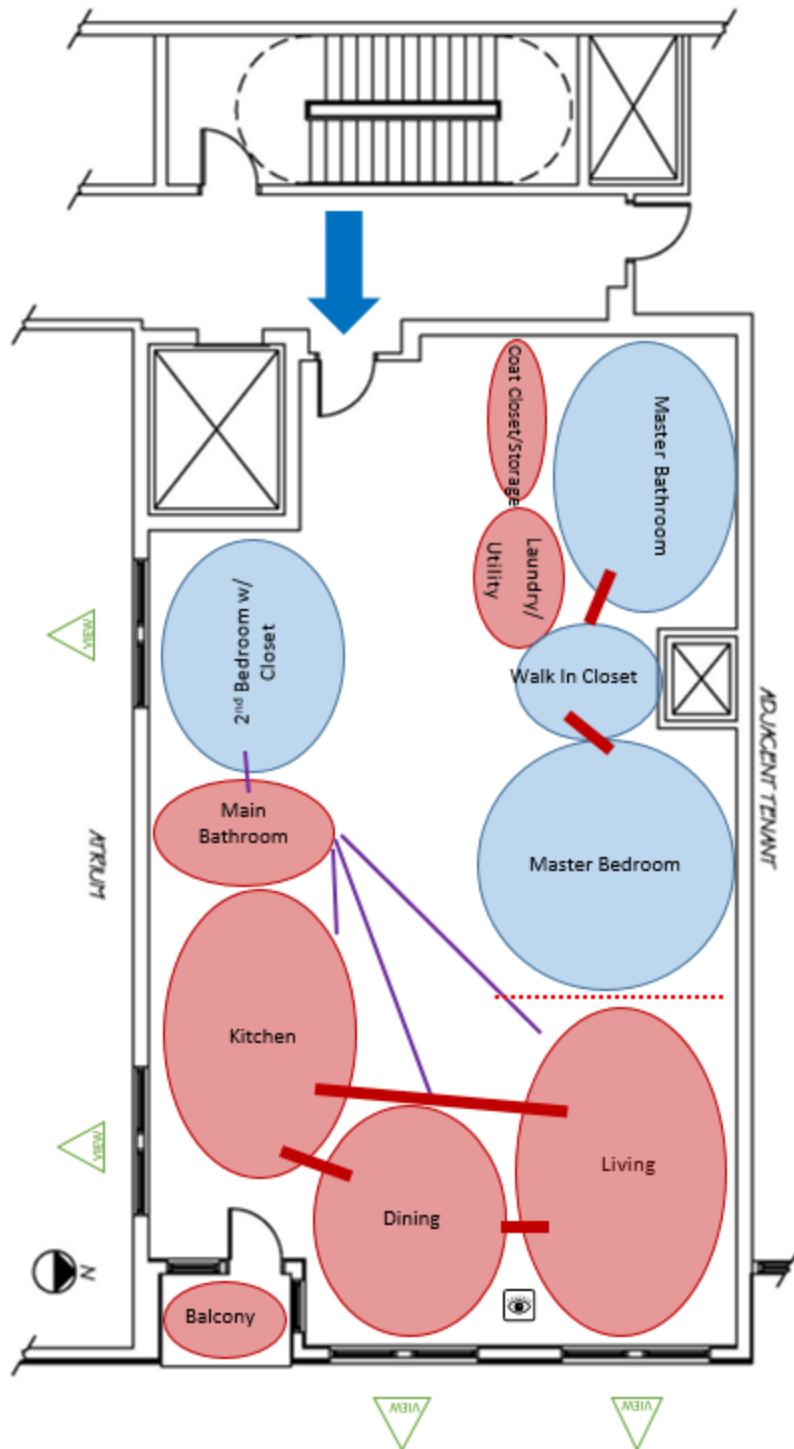 Coat Closet/Storage
Master Bathroom
Laundry/
Utility
2nd Bedroom w/
Closet
Walk In Closet
VIEW
ADJACENT TENANT
Main
Bathroom
ATRIUM
Master Bedroom
Kitchen
VIEW
Living
Dining
N
Balcony
VIEW
VIEW